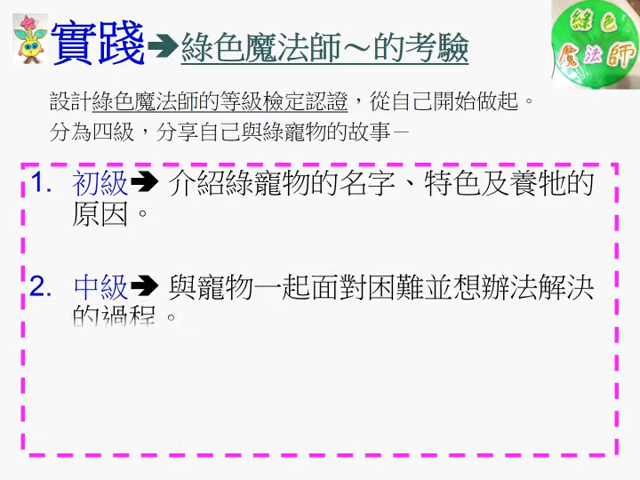 實踐➔綠色魔法師～的考驗
綠色
魔法師
設計綠色魔法師的等級檢定認證，從自己開始做起。
分為四級，分享自己與綠寵物的故事－
1. 初級➔ 介紹綠寵物的名字、特色及養牠的
原因。
2. 中級➔ 與寵物一起面對困難並想辦法解決
的過程。